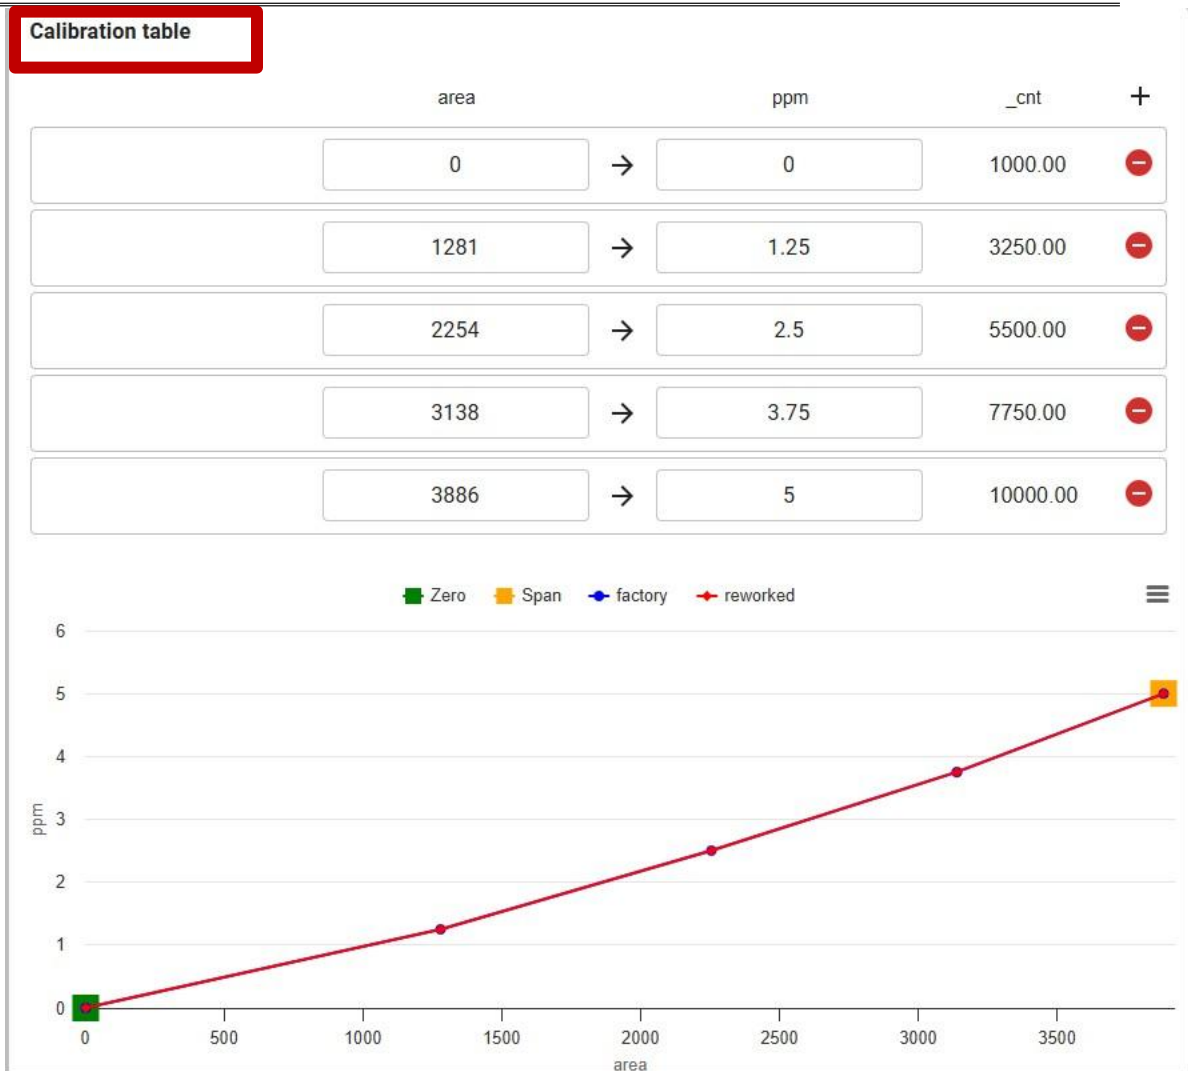 Calibration table
area ppm _cnt +
0 → 0 1000.00
1281 → 1.25 3250.00
2254 → 2.5 5500.00
3138 → 3.75 7750.00
3886 → 5 10000.00
Zero Span factory reworked
6
5
4
3
2
1
0
ppm
0 500 1000 1500 2000 2500 3000 3500
area